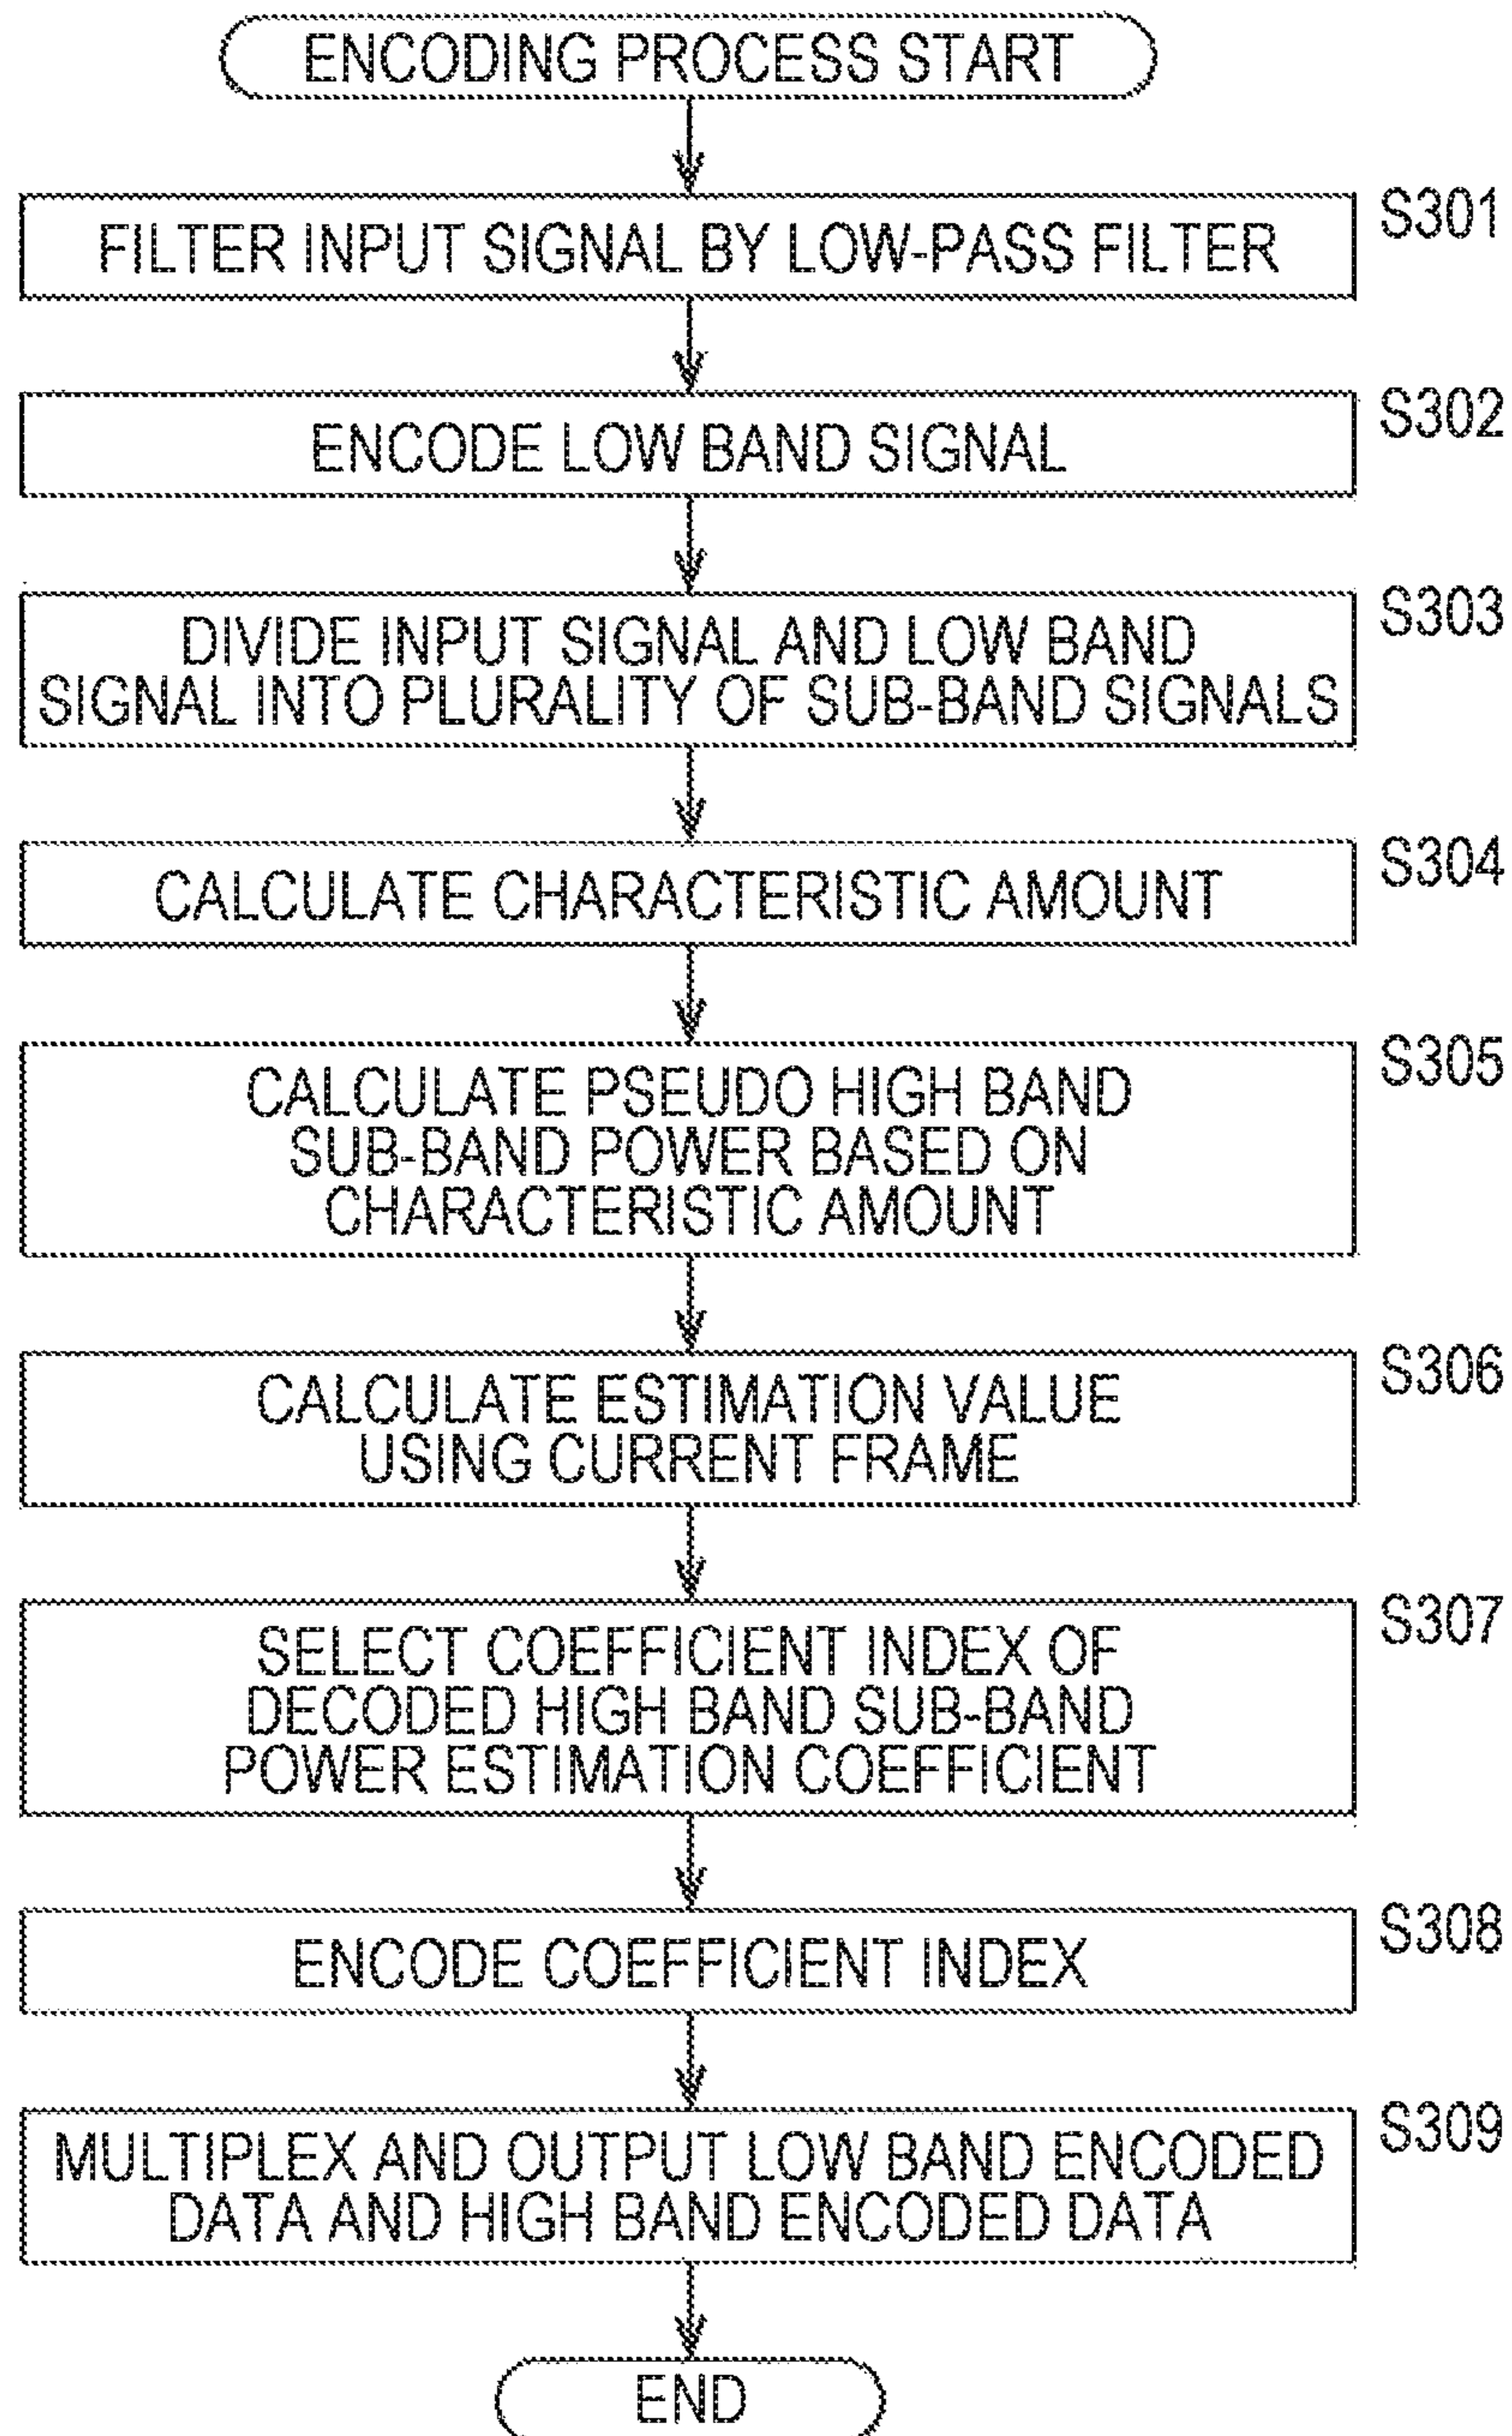 ENCODING PROCESS START
S301
FILTER INPUT SIGNAL BY LOW-PASS FILTER
S302
ENCODE LOW BAND SIGNAL
S303
DIVIDE INPUT SIGNAL AND LOW BAND
SIGNAL INTO PLURALITY OF SUB-BAND SIGNALS
S304
CALCULATE CHARACTERISTIC AMOUNT
S305
CALCULATE PSEUDO HIGH BAND
SUB-BAND POWER BASED ON
CHARACTERISTIC AMOUNT
S306
CALCULATE ESTIMATION VALUE
USING CURRENT FRAME
S307
SELECT COEFFICIENT INDEX OF
DECODED HIGH BAND SUB-BAND
POWER ESTIMATION COEFFICIENT
S308
ENCODE COEFFICIENT INDEX
S309
MULTIPLEX AND OUTPUT LOW BAND ENCODED
DATA AND HIGH BAND ENCODED DATA
END